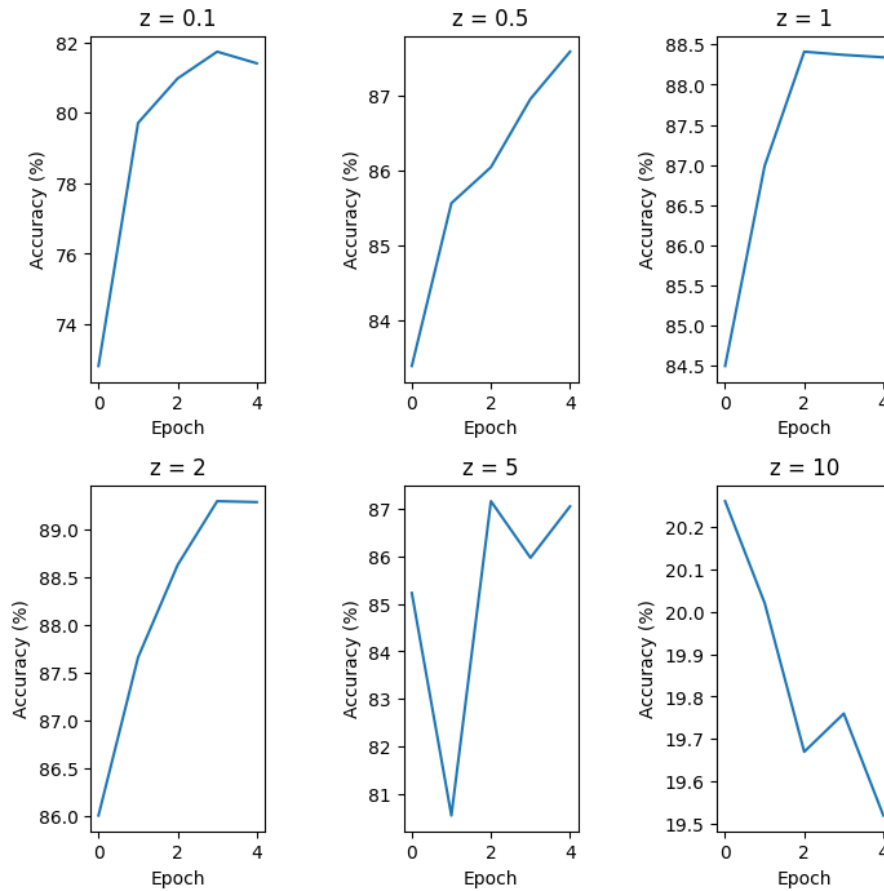 z = 0.1
82
80
78
76
74
Accuracy (%)
0 2 4
Epoch
z = 0.5
87
86
85
84
Accuracy (%)
0 2 4
Epoch
z = 1
88.5
88.0
87.5
87.0
86.5
86.0
85.5
85.0
84.5
Accuracy (%)
0 2 4
Epoch
z = 2
89.0
88.5
88.0
87.5
87.0
86.5
86.0
Accuracy (%)
0 2 4
Epoch
z = 5
87
86
85
84
83
82
81
Accuracy (%)
0 2 4
Epoch
z = 10
20.2
20.1
20.0
19.9
19.8
19.7
19.6
19.5
Accuracy (%)
0 2 4
Epoch